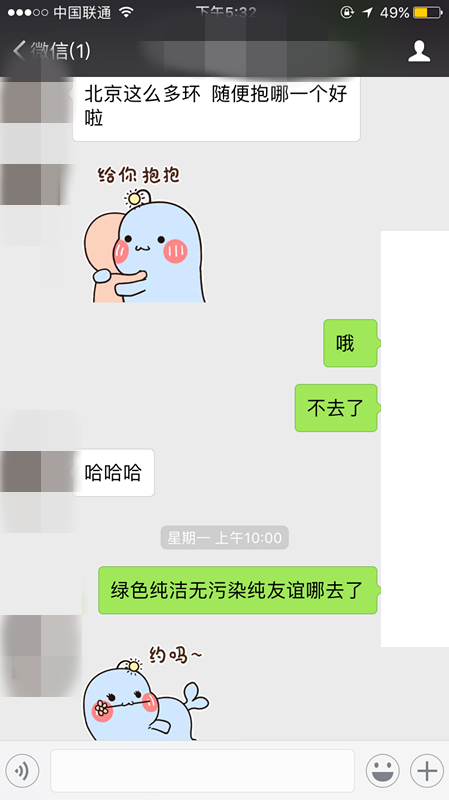 中国联通 下午5:32 49%
微信(1)
北京这么多环 随便抱哪一个好
啦
给你抱抱
哦
不去了
哈哈哈
星期一 上午10:00
绿色纯洁无污染纯友谊哪去了
约吗~